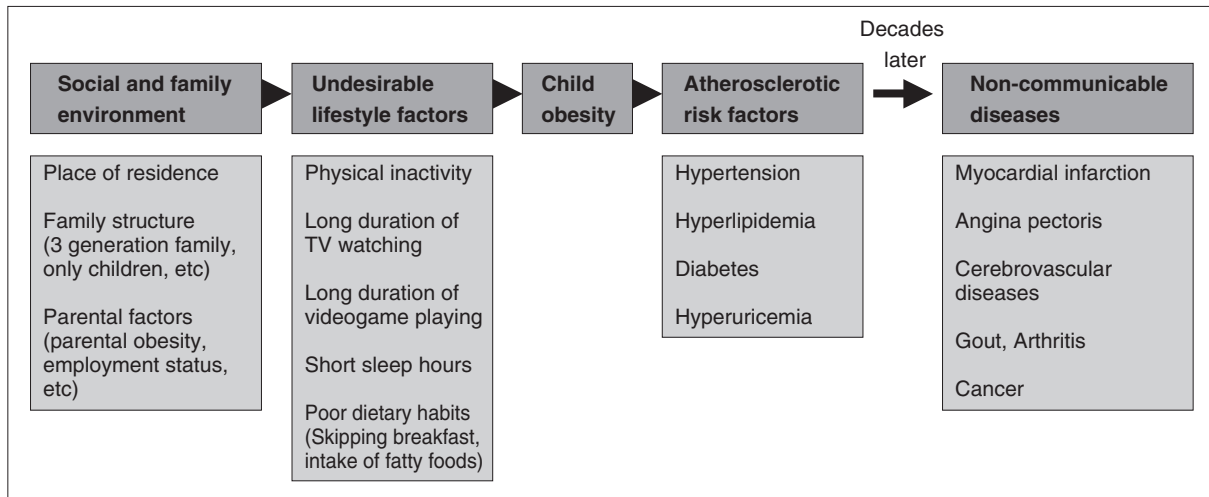 Decades
later
Social and family
environment
Undesirable
lifestyle factors
Child
obesity
Atherosclerotic
risk factors
Non-communicable
diseases
Place of residence
Family structure
(3 generation family,
only children, etc)
Parental factors
(parental obesity,
employment status,
etc)
Physical inactivity
Long duration of
TV watching
Long duration of
videogame playing
Short sleep hours
Poor dietary habits
(Skipping breakfast,
intake of fatty foods)
Hypertension
Hyperlipidemia
Diabetes
Hyperuricemia
Myocardial infarction
Angina pectoris
Cerebrovascular
diseases
Gout, Arthritis
Cancer